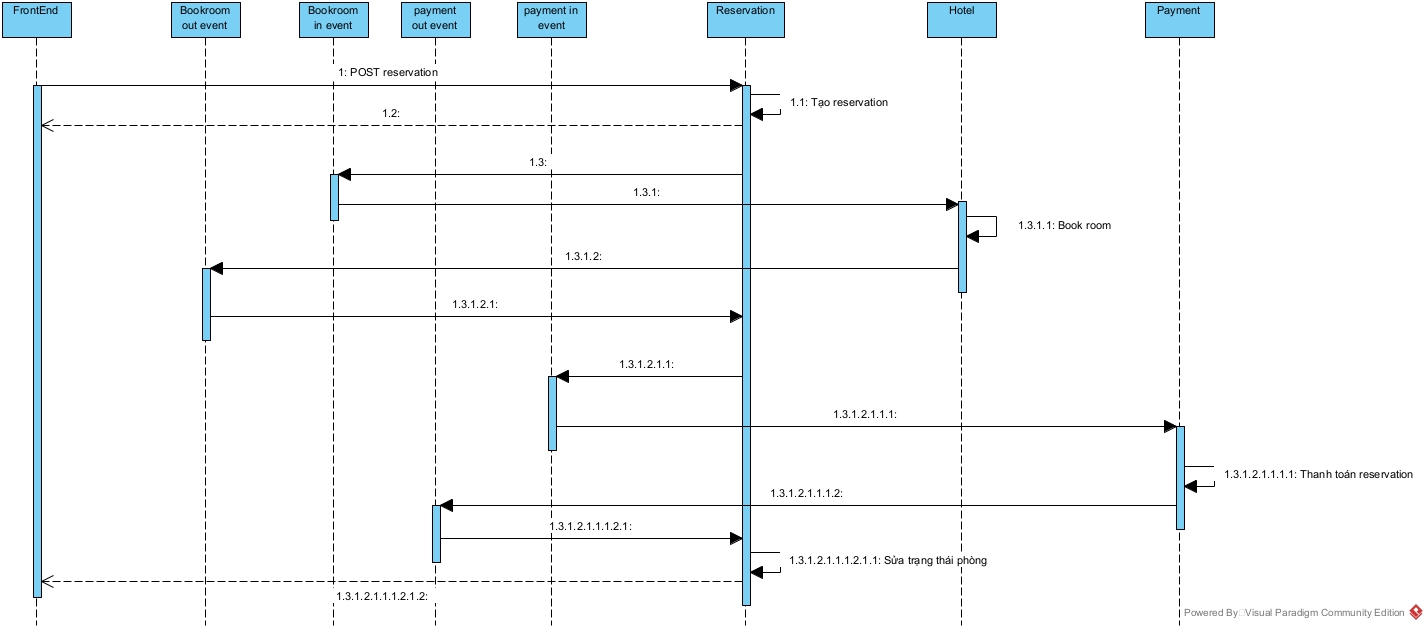 FrontEnd
Bookroom
out event
Bookroom
in event
payment
out event
payment in
event
Reservation
Hotel
Payment
1: POST reservation
1.1: Tạo reservation
1.2:
1.3:
1.3.1:
1.3.1.1: Book room
1.3.1.2:
1.3.1.2.1:
1.3.1.2.1.1:
1.3.1.2.1.1.1:
1.3.1.2.1.1.1.1: Thanh toán reservation
1.3.1.2.1.1.1.2:
1.3.1.2.1.1.1.2.1:
1.3.1.2.1.1.1.2.1.1: Sửa trạng thái phòng
1.3.1.2.1.1.1.2.1.2:
Powered By Visual Paradigm Community Edition